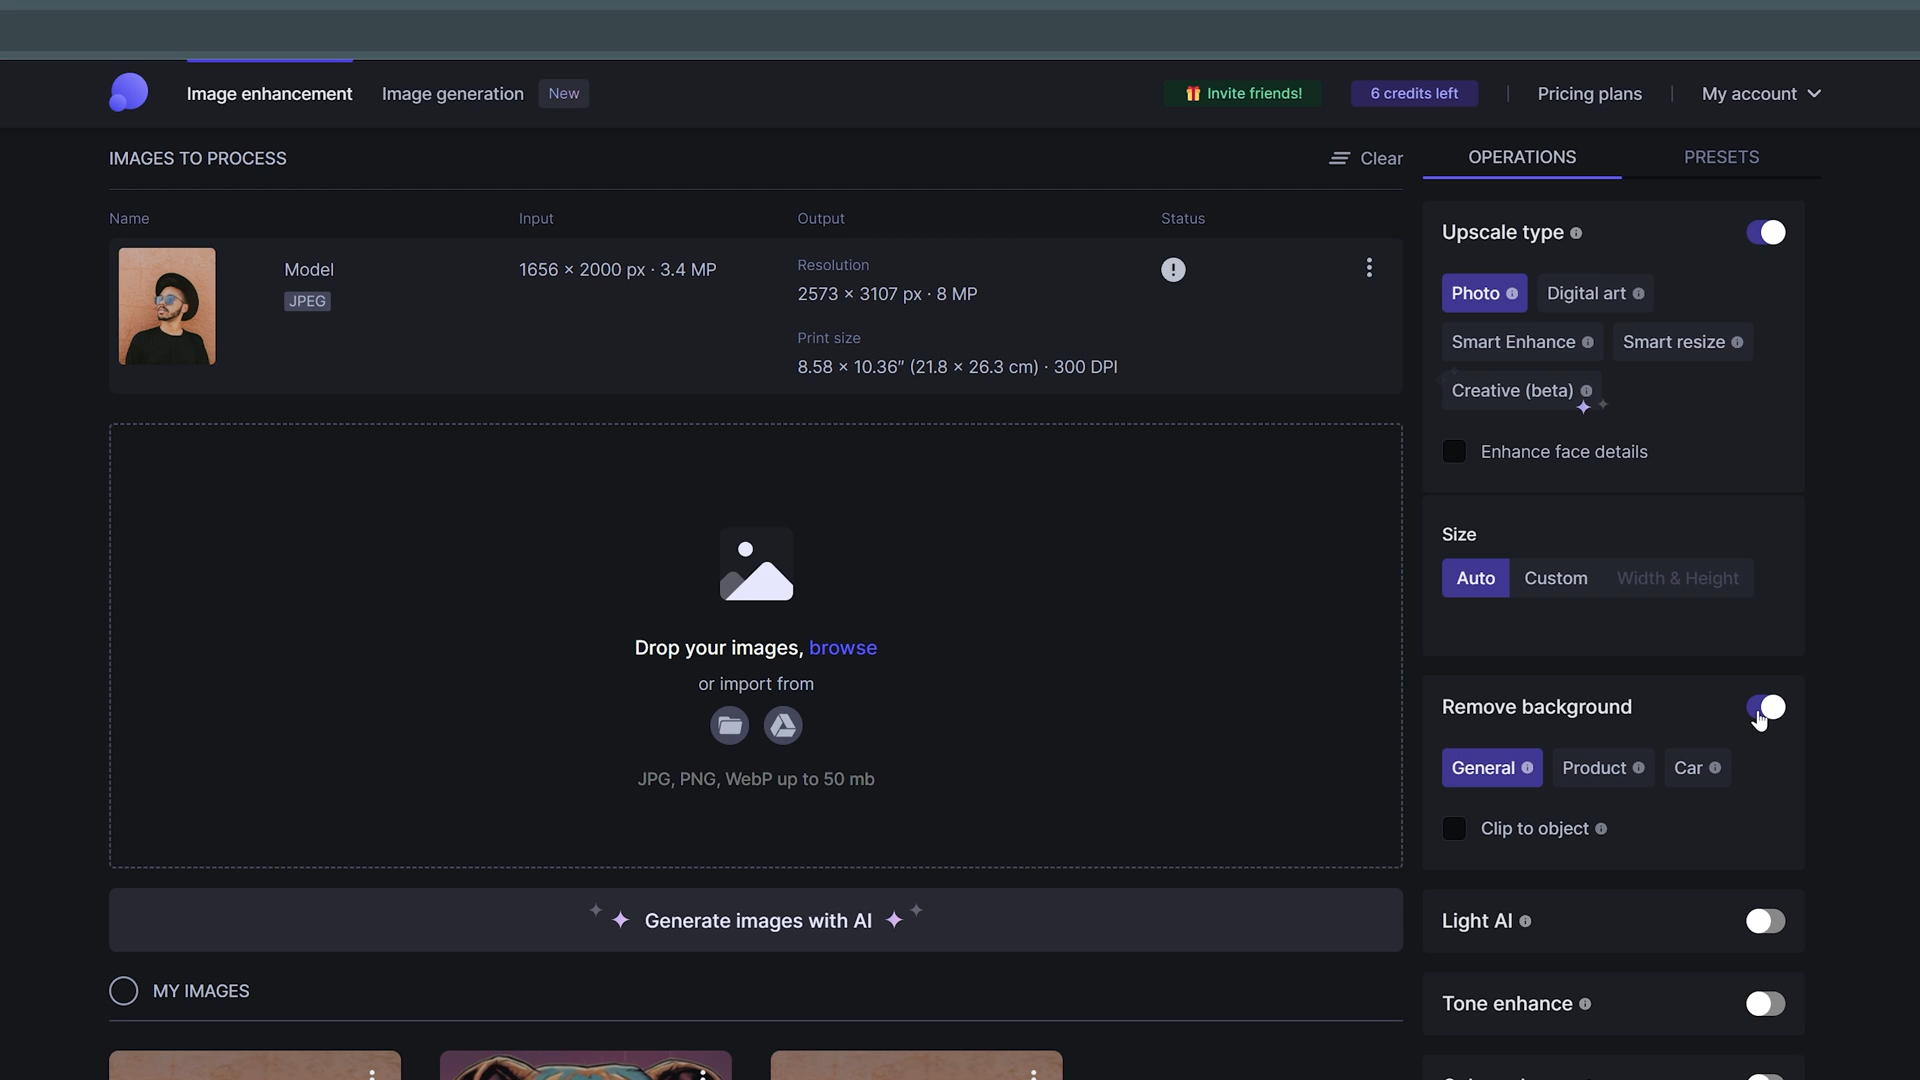 Image enhancement
Image generation
New
Invite friends!
6 credits left
Pricing plans
My account
IMAGES TO PROCESS
Clear
Name
Input
Output
Status
Model
JPEG
1656 × 2000 px · 3.4 MP
Resolution
2573 × 3107 px · 8 MP
Print size
8.58 × 10.36″ (21.8 × 26.3 cm) · 300 DPI
Drop your images, browse
or import from
JPG, PNG, WebP up to 50 mb
Generate images with AI
MY IMAGES
OPERATIONS
PRESETS
Upscale type
Photo
Digital art
Smart Enhance
Smart resize
Creative (beta)
Enhance face details
Size
Auto
Custom
Width & Height
Remove background
General
Product
Car
Clip to object
Light AI
Tone enhance